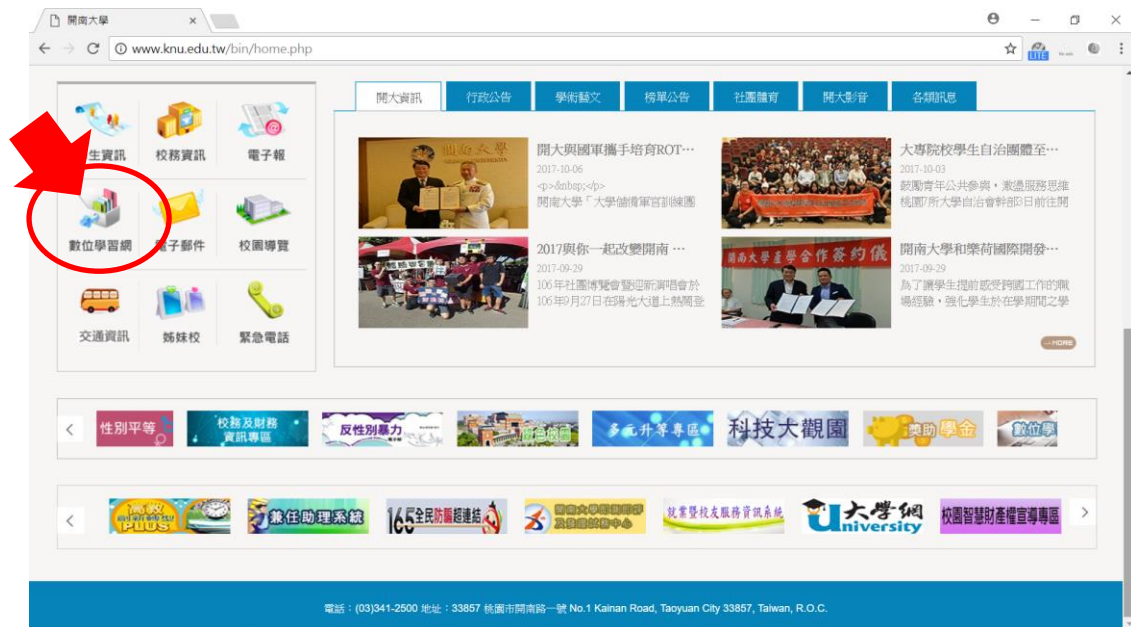 開南大學
www.knu.edu.tw/bin/home.php
LITE
開大資訊 行政公告 學術藝文 榜單公告 社團體育 開大影音 各類訊息
生資訊 校務資訊 電子報
數位學習網 電子郵件 校園導覽
交通資訊 姊妹校 緊急電話
開大與國軍攜手培育ROT…
2017-10-06
<p>&nbsp;</p>
開南大學「大學儲備軍官訓練團
大專院校學生自治團體至…
2017-10-03
鼓勵青年公共參與，激盪服務思維
桃園7所大學自治會幹部3日前往開
2017與你一起改變開南 …
2017-09-29
106年社團博覽會暨迎新演唱會於
106年9月27日在陽光大道上熱鬧登
開南大學產學合作簽約儀
開南大學和樂荷國際開發…
2017-09-29
為了讓學生提前感受跨國工作的職
場經驗，強化學生於在學期間之學
MORE
性別平等
校務及財務
資訊專區
反性別暴力
多元升等專區
科技大觀園
獎助學金
數位學
PLUS
兼任助理系統
165全民防騙超連結
就業暨校友服務資訊系統
大學網
University
校園智慧財產權宣導專區
電話：(03)341-2500 地址：33857 桃園市開南路一號 No.1 Kainan Road, Taoyuan City 33857, Taiwan, R.O.C.